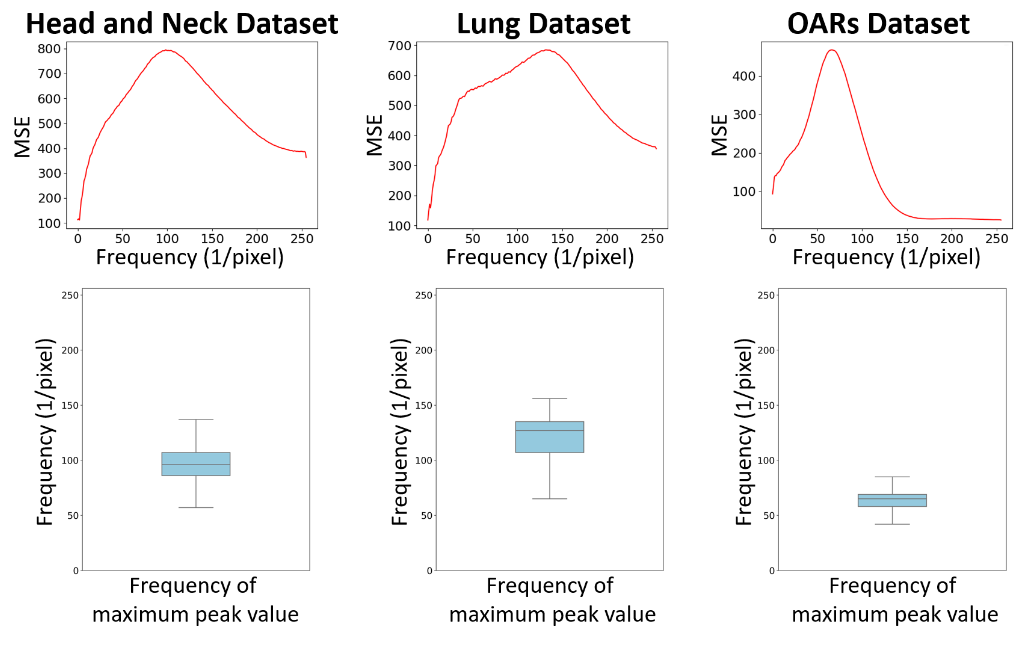 Head and Neck Dataset
800
700
600
500
400
300
200
100
MSE
0 50 100 150 200 250
Frequency (1/pixel)
Lung Dataset
700
600
500
400
300
200
100
MSE
0 50 100 150 200 250
Frequency (1/pixel)
OARs Dataset
400
300
200
100
MSE
0 50 100 150 200 250
Frequency (1/pixel)
250
200
150
100
50
0
Frequency (1/pixel)
Frequency of
maximum peak value
250
200
150
100
50
0
Frequency (1/pixel)
Frequency of
maximum peak value
250
200
150
100
50
0
Frequency (1/pixel)
Frequency of
maximum peak value